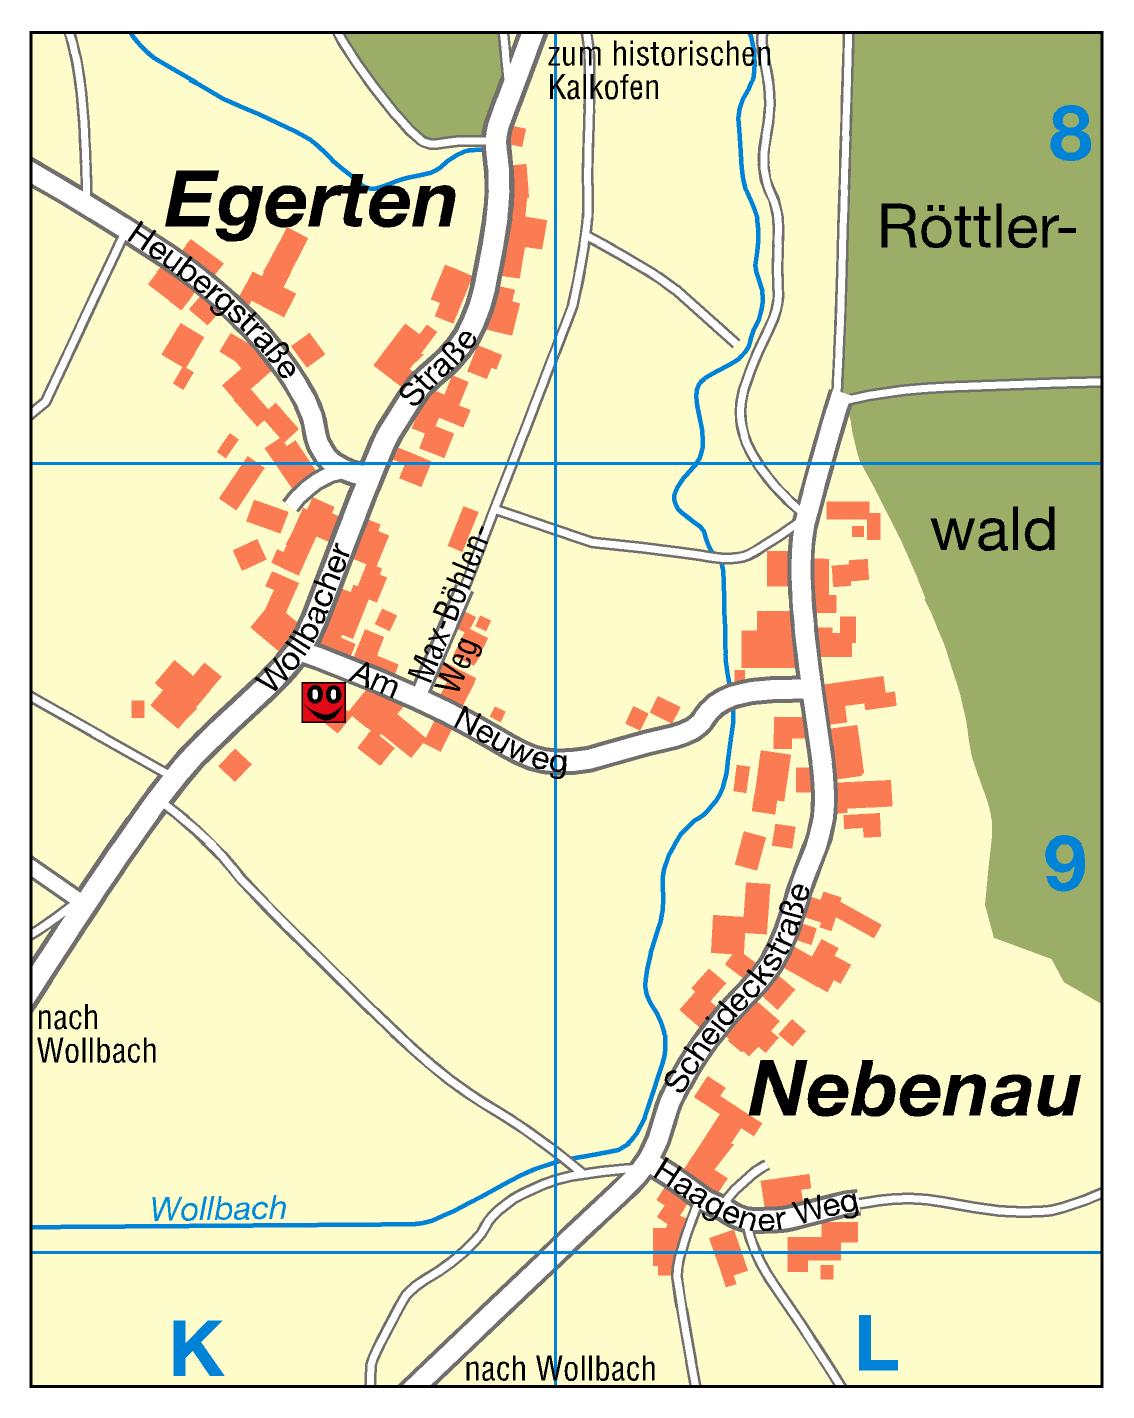 zum historischen
Kalkofen
8
Egerten
Röttler-
Heubergstraße
Straße
wald
Max-Böhlen-
Weg
Wollbacher
Am
Neuweg
9
Scheideckstraße
nach
Wollbach
Nebenau
Haagener Weg
Wollbach
K
L
nach Wollbach